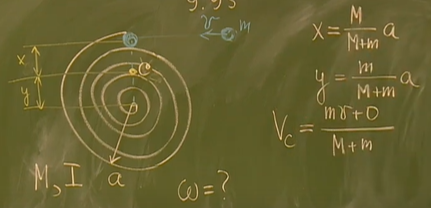 v m
x = M/(M+m) a
x
C
y = m/(M+m) a
y
V_c = (mv+0)/(M+m)
M, I a
ω = ?